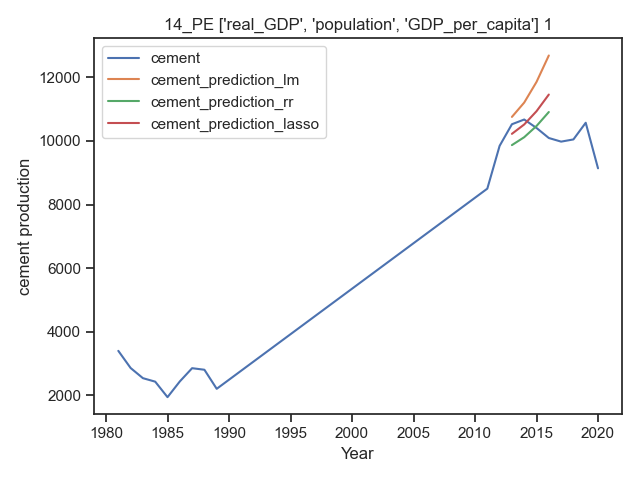 14_PE ['real_GDP', 'population', 'GDP_per_capita'] 1
cement
cement_prediction_lm
cement_prediction_rr
cement_prediction_lasso
cement production
12000
10000
8000
6000
4000
2000
1980 1985 1990 1995 2000 2005 2010 2015 2020
Year